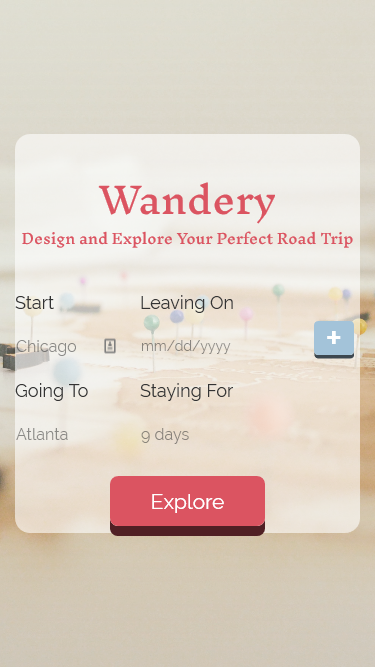 Wandery
Design and Explore Your Perfect Road Trip
Start Leaving On
Chicago mm/dd/yyyy
+
Going To Staying For
Atlanta 9 days
Explore